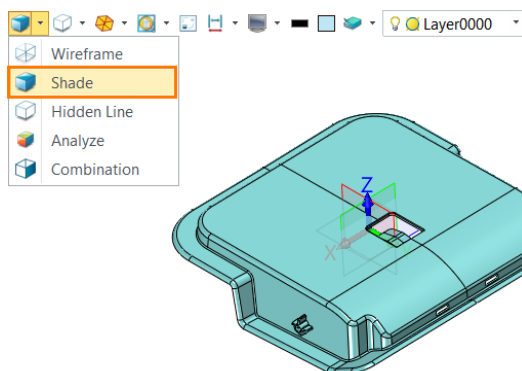 Layer0000
Wireframe
Shade
Hidden Line
Analyze
Combination
Z
X